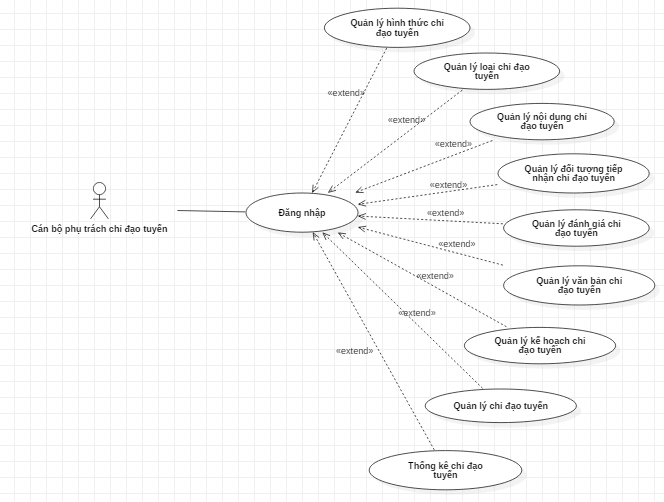 Quản lý hình thức chỉ
đạo tuyến
Quản lý loại chỉ đạo
tuyến
«extend»
Quản lý nội dung chỉ
đạo tuyến
«extend»
«extend»
Quản lý đối tượng tiếp
nhận chỉ đạo tuyến
«extend»
Cán bộ phụ trách chỉ đạo tuyến
Đăng nhập
«extend»
Quản lý đánh giá chỉ
đạo tuyến
«extend»
«extend»
Quản lý văn bản chỉ
đạo tuyến
«extend»
Quản lý kế hoạch chỉ
đạo tuyến
«extend»
Quản lý chỉ đạo tuyến
Thống kê chỉ đạo
tuyến